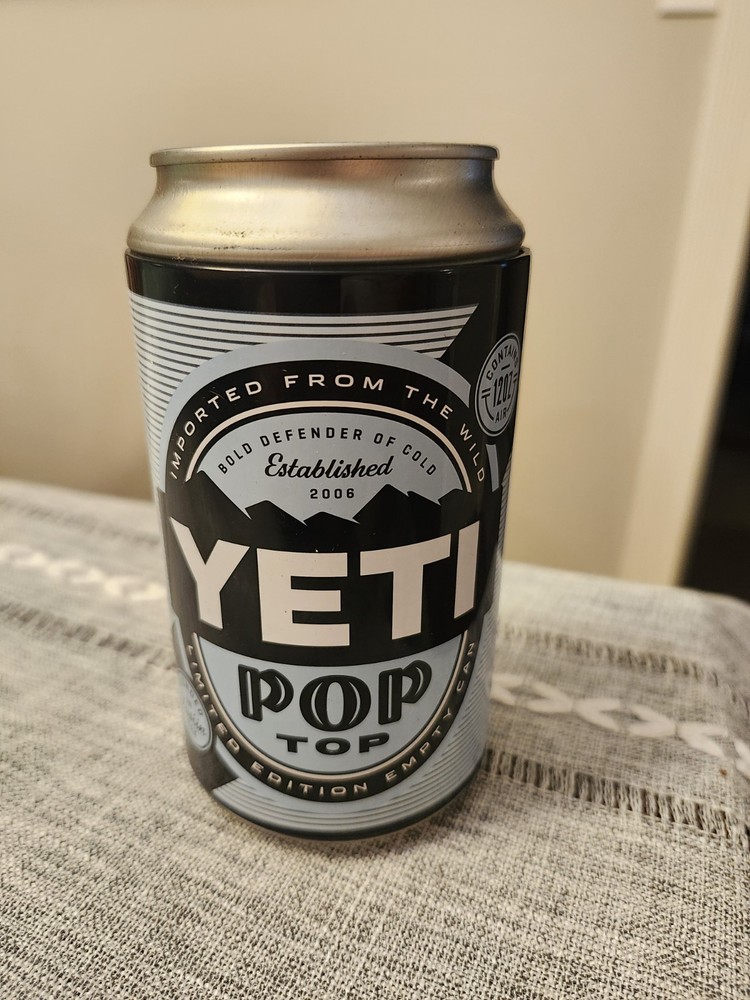 IMPORTED FROM THE WILD
BOLD DEFENDER OF COLD
Established
2006
YETI
POP
TOP
LIMITED EDITION EMPTY CAN
12OZ
AIR